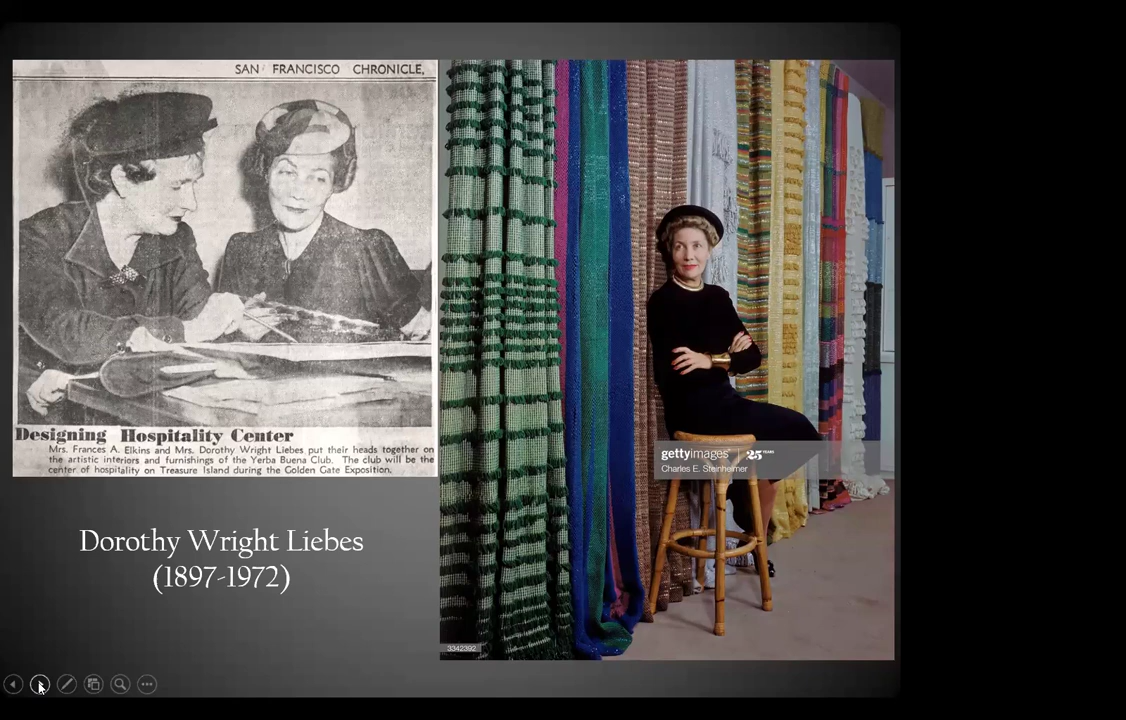 SAN FRANCISCO CHRONICLE,
Designing Hospitality Center
Mrs. Frances A. Elkins and Mrs. Dorothy Wright Liebes put their heads together on
the artistic interiors and furnishings of the Yerba Buena Club. The club will be the
center of hospitality on Treasure Island during the Golden Gate Exposition.
Dorothy Wright Liebes
(1897-1972)
gettyimages 25 YEARS
Charles E. Steinheimer
3342392